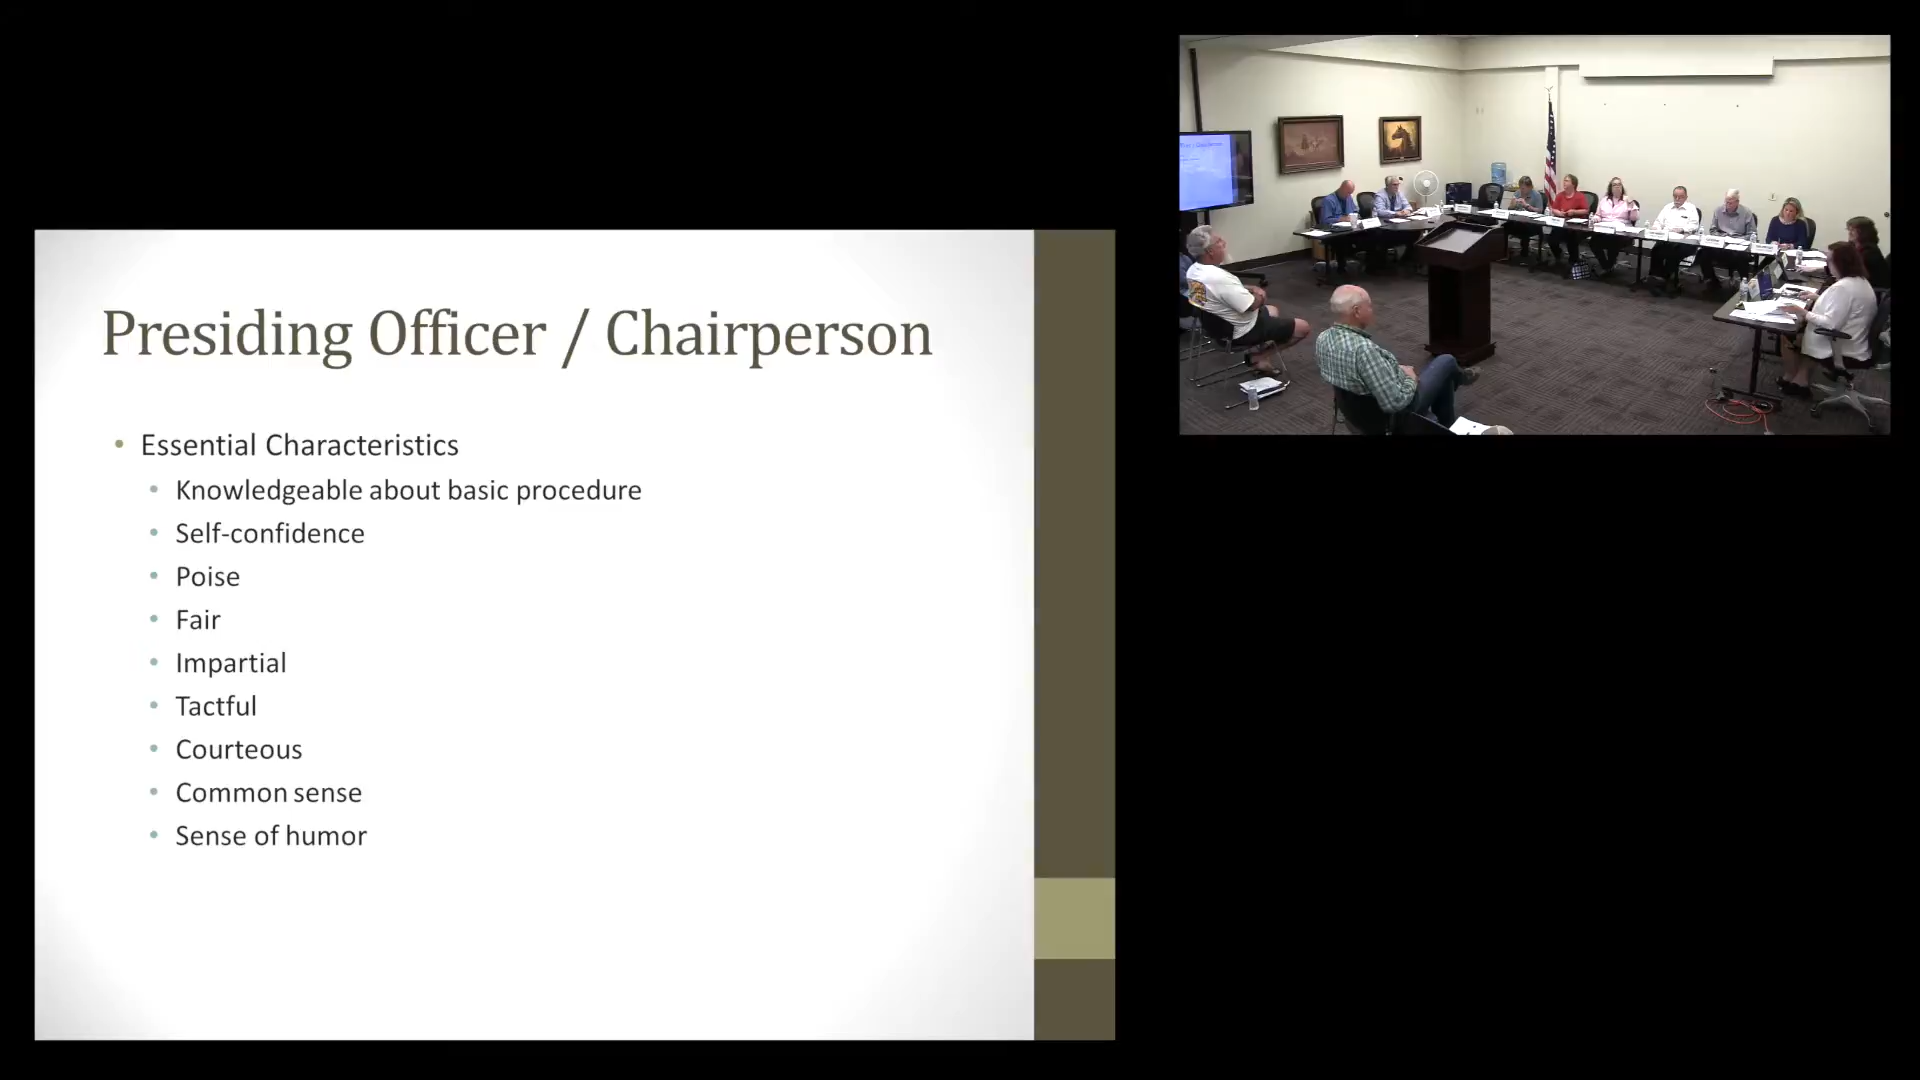 Presiding Officer / Chairperson
• Essential Characteristics
• Knowledgeable about basic procedure
• Self-confidence
• Poise
• Fair
• Impartial
• Tactful
• Courteous
• Common sense
• Sense of humor